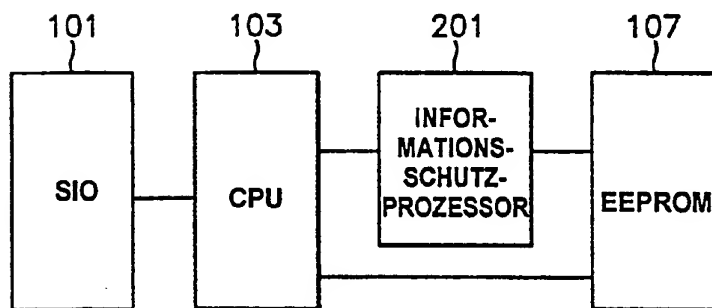 101
103
201
107
SIO
CPU
INFOR-
MATIONS-
SCHUTZ-
PROZESSOR
EEPROM